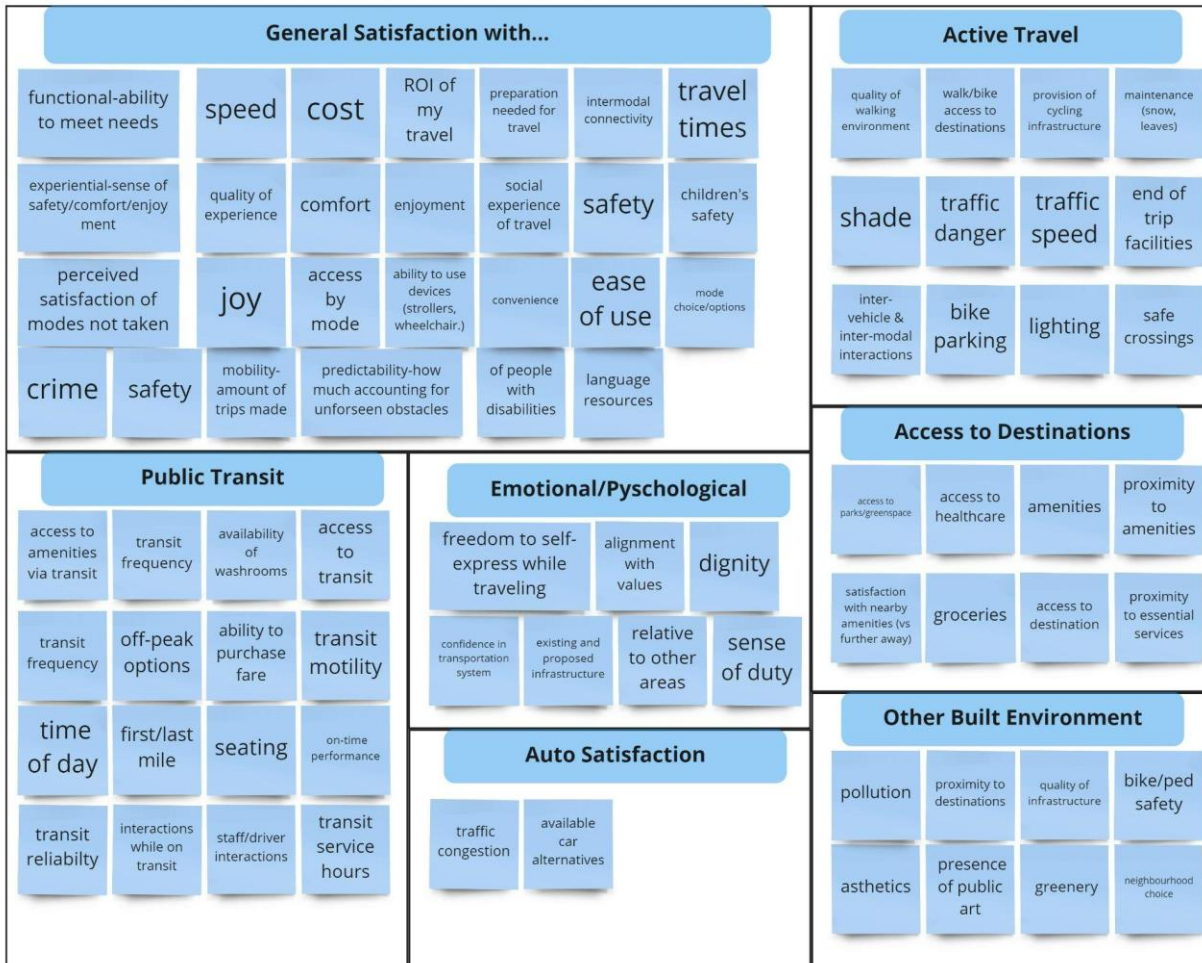 General Satisfaction with...
functional-ability
to meet needs
speed
cost
ROI of
my
travel
preparation
needed for
travel
intermodal
connectivity
travel
times
experiential-sense of
safety/comfort/enjoy
ment
quality of
experience
comfort
enjoyment
social
experience
of travel
safety
children's
safety
perceived
satisfaction of
modes not taken
joy
access
by
mode
ability to use
devices
(strollers,
wheelchair.)
convenience
ease
of use
mode
choice/options
crime
safety
mobility-
amount of
trips made
predictability-how
much accounting for
unforseen obstacles
of people
with
disabilities
language
resources
Active Travel
quality of
walking
environment
walk/bike
access to
destinations
provision of
cycling
infrastructure
maintenance
(snow,
leaves)
shade
traffic
danger
traffic
speed
end of
trip
facilities
inter-
vehicle &
inter-modal
interactions
bike
parking
lighting
safe
crossings
Public Transit
access to
amenities
via transit
transit
frequency
availability
of
washrooms
access
to
transit
transit
frequency
off-peak
options
ability to
purchase
fare
transit
motility
time
of day
first/last
mile
seating
on-time
performance
transit
reliabilty
interactions
while on
transit
staff/driver
interactions
transit
service
hours
Emotional/Pyschological
freedom to self-
express while
traveling
alignment
with
values
dignity
confidence in
transportation
system
existing and
proposed
infrastructure
relative
to other
areas
sense
of duty
Auto Satisfaction
traffic
congestion
available
car
alternatives
Access to Destinations
access to
parks/greenspace
access to
healthcare
amenities
proximity
to
amenities
satisfaction
with nearby
amenities (vs
further away)
groceries
access to
destination
proximity
to essential
services
Other Built Environment
pollution
proximity to
destinations
quality of
infrastructure
bike/ped
safety
asthetics
presence
of public
art
greenery
neighbourhood
choice